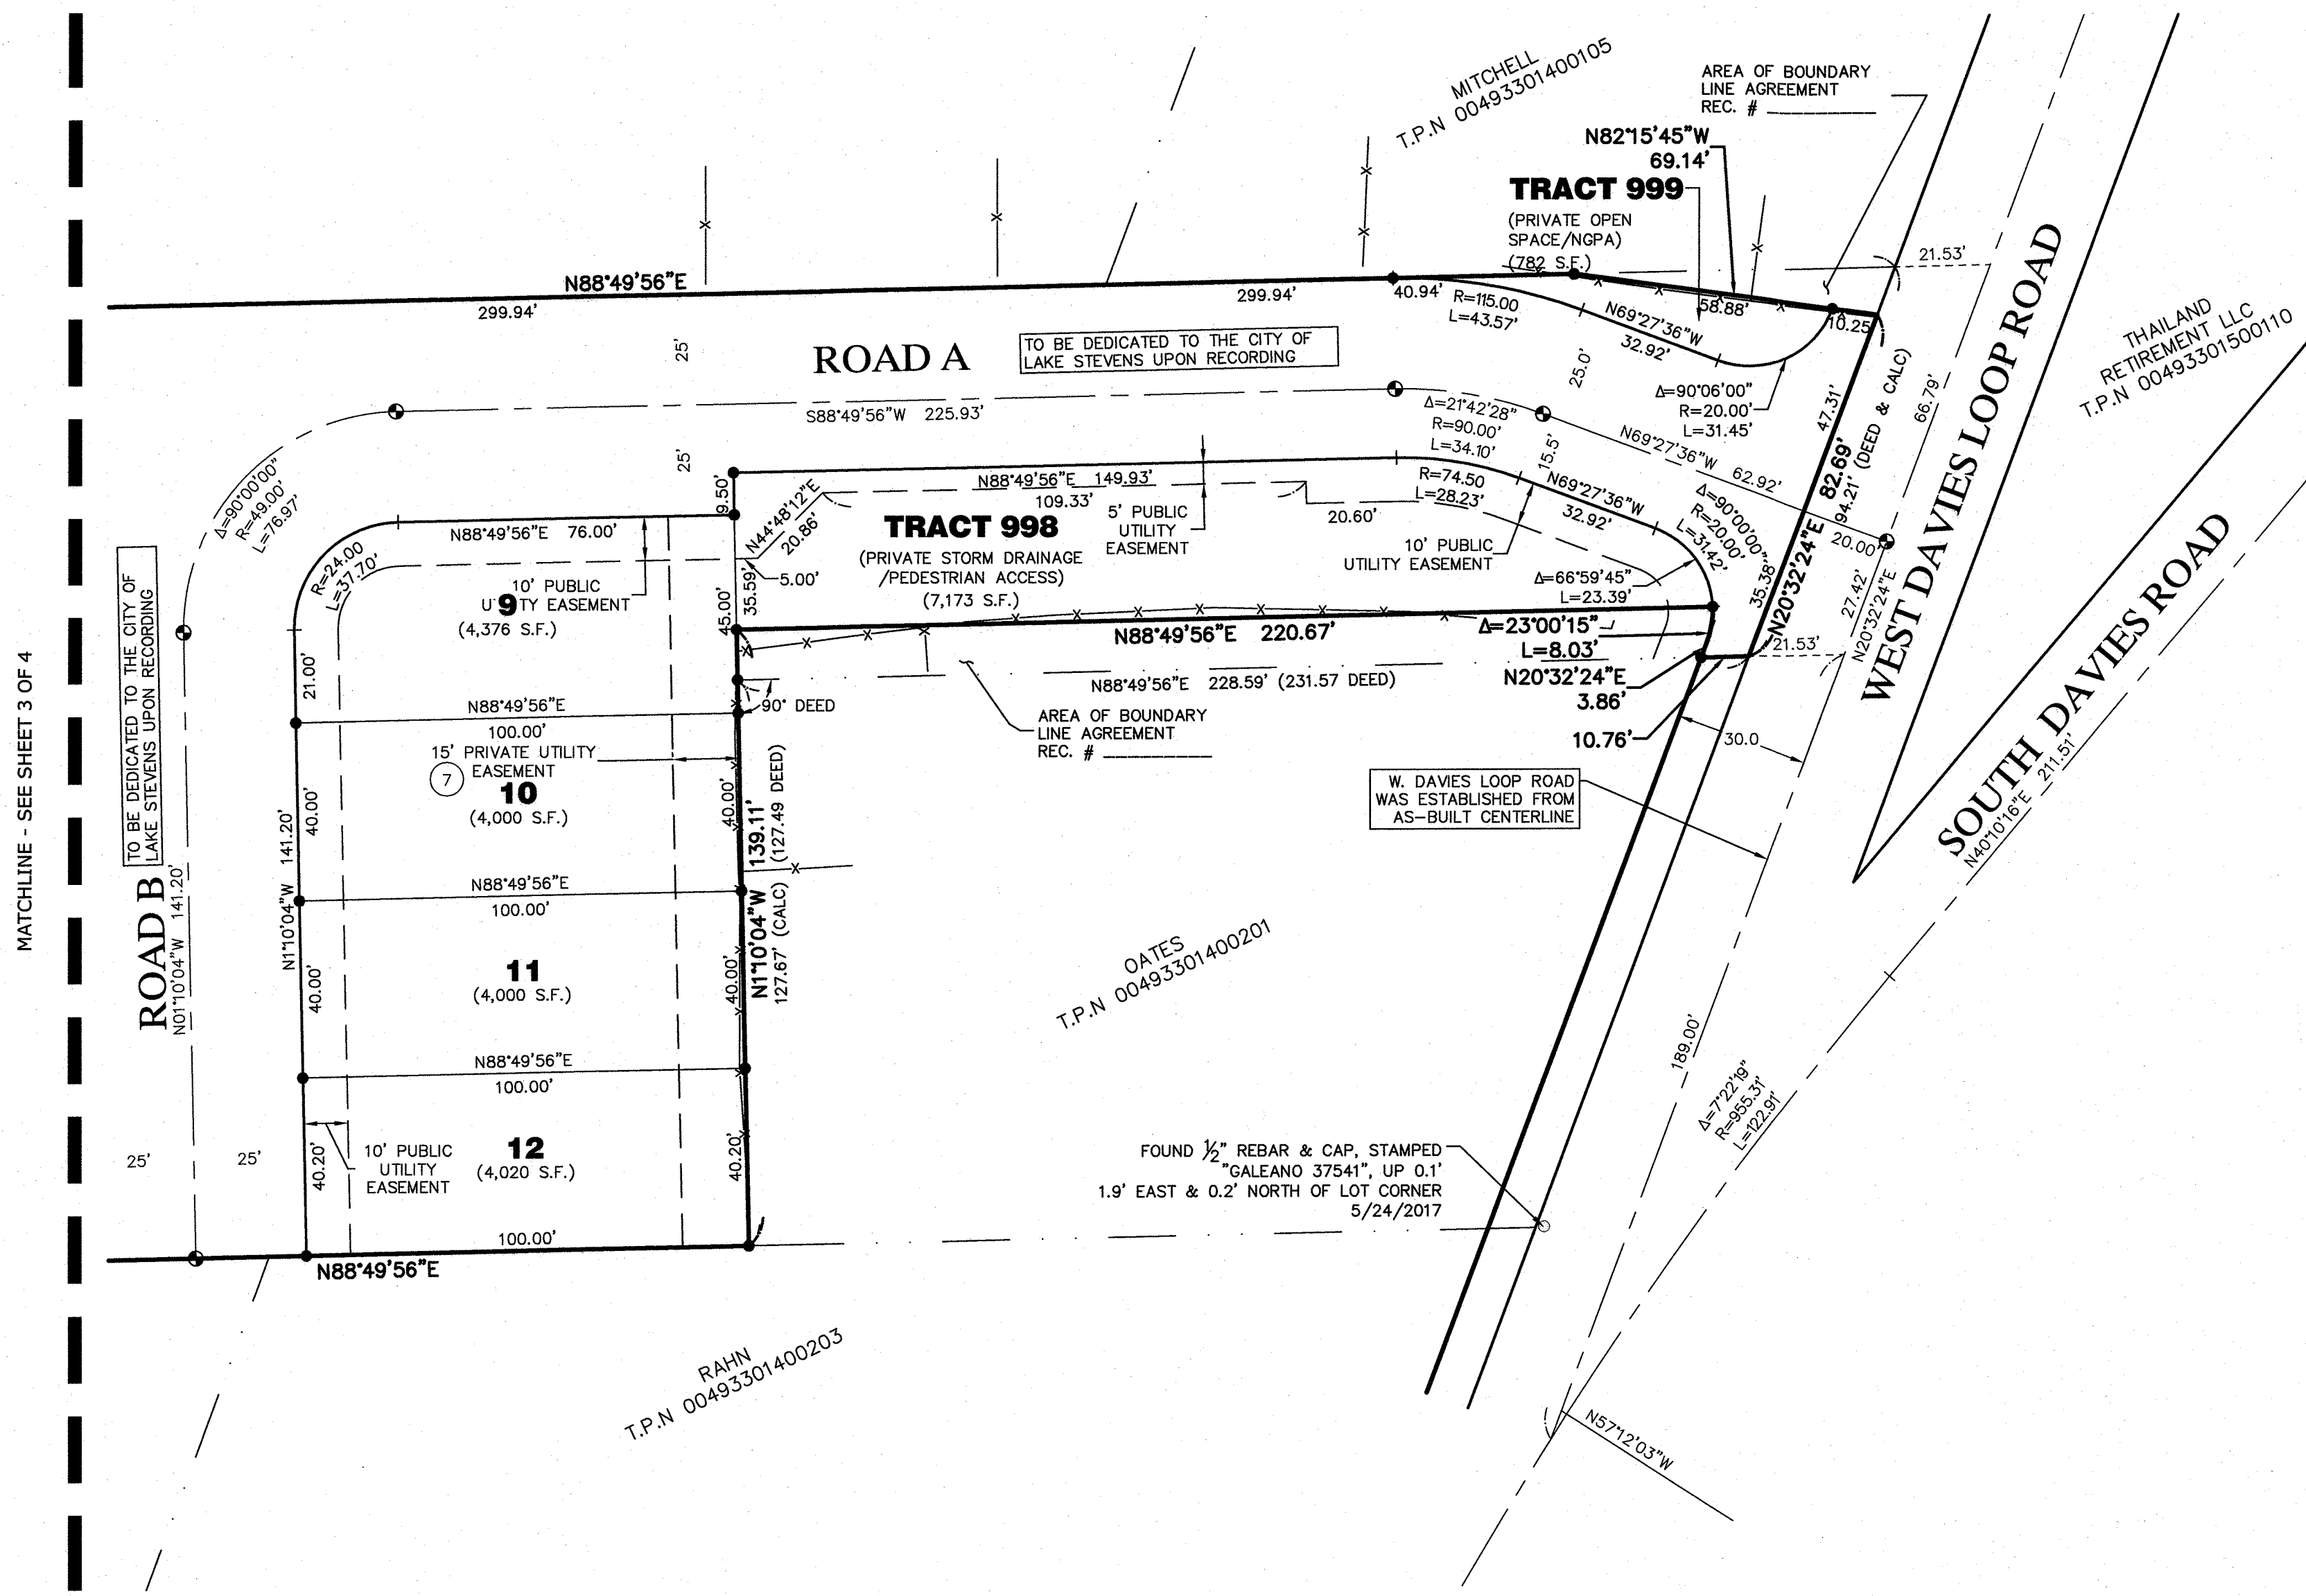 MATCHLINE - SEE SHEET 3 OF 4
MITCHELL
T.P.N 00493301400105
AREA OF BOUNDARY
LINE AGREEMENT
REC. #
N82°15'45"W
69.14'
TRACT 999
(PRIVATE OPEN
SPACE/NGPA)
(782 S.F.)
21.53'
N88°49'56"E
299.94'
299.94'
40.94'
R=115.00
L=43.57'
N69°27'36"W
32.92'
58.88'
10.25
25'
ROAD A
TO BE DEDICATED TO THE CITY OF
LAKE STEVENS UPON RECORDING
25.0'
Δ=90°06'00"
R=20.00'
L=31.45'
47.31'
82.69'
94.21' (DEED & CALC)
N20°32'24"E
66.79'
WEST DAVIES LOOP ROAD
THAILAND
RETIREMENT LLC
T.P.N 00493301500110
S88°49'56"W 225.93'
Δ=21°42'28"
R=90.00'
L=34.10'
N69°27'36"W 62.92'
20.00'
15.5'
25'
Δ=90°00'00"
R=49.00'
L=76.97'
9.50'
N88°49'56"E 149.93'
109.33'
R=74.50
L=28.23'
N69°27'36"W
32.92'
Δ=90°00'00"
R=20.00'
L=31.42'
N44°48'12"E
20.86'
TRACT 998
(PRIVATE STORM DRAINAGE
/PEDESTRIAN ACCESS)
(7,173 S.F.)
5' PUBLIC
UTILITY
EASEMENT
20.60'
10' PUBLIC
UTILITY EASEMENT
Δ=66°59'45"
L=23.39'
35.38'
27.42'
N20°32'24"E
N88°49'56"E 76.00'
R=24.00
L=37.70'
10' PUBLIC
U TY EASEMENT
9
(4,376 S.F.)
5.00'
35.59'
45.00'
N88°49'56"E 220.67'
Δ=23°00'15"
L=8.03'
N20°32'24"E
3.86'
10.76'
21.53'
N88°49'56"E 228.59' (231.57 DEED)
90° DEED
AREA OF BOUNDARY
LINE AGREEMENT
REC. #
30.0
TO BE DEDICATED TO THE CITY OF
LAKE STEVENS UPON RECORDING
21.00'
N88°49'56"E
100.00'
15' PRIVATE UTILITY
EASEMENT
7
10
(4,000 S.F.)
40.00'
40.00'
N1°10'04"W 141.20'
N1°10'04"W 139.11'
127.67' (CALC) (127.49 DEED)
W. DAVIES LOOP ROAD
WAS ESTABLISHED FROM
AS-BUILT CENTERLINE
SOUTH DAVIES ROAD
N40°10'16"E 211.51'
ROAD B
N01°10'04"W 141.20'
N88°49'56"E
100.00'
11
(4,000 S.F.)
40.00'
40.00'
OATES
T.P.N 00493301400201
189.00'
Δ=7°22'19"
R=955.31'
L=122.91'
N88°49'56"E
100.00'
12
(4,020 S.F.)
10' PUBLIC
UTILITY
EASEMENT
40.20'
40.20'
25'
25'
100.00'
N88°49'56"E
FOUND ½" REBAR & CAP, STAMPED
"GALEANO 37541", UP 0.1'
1.9' EAST & 0.2' NORTH OF LOT CORNER
5/24/2017
RAHN
T.P.N 00493301400203
N57°12'03"W